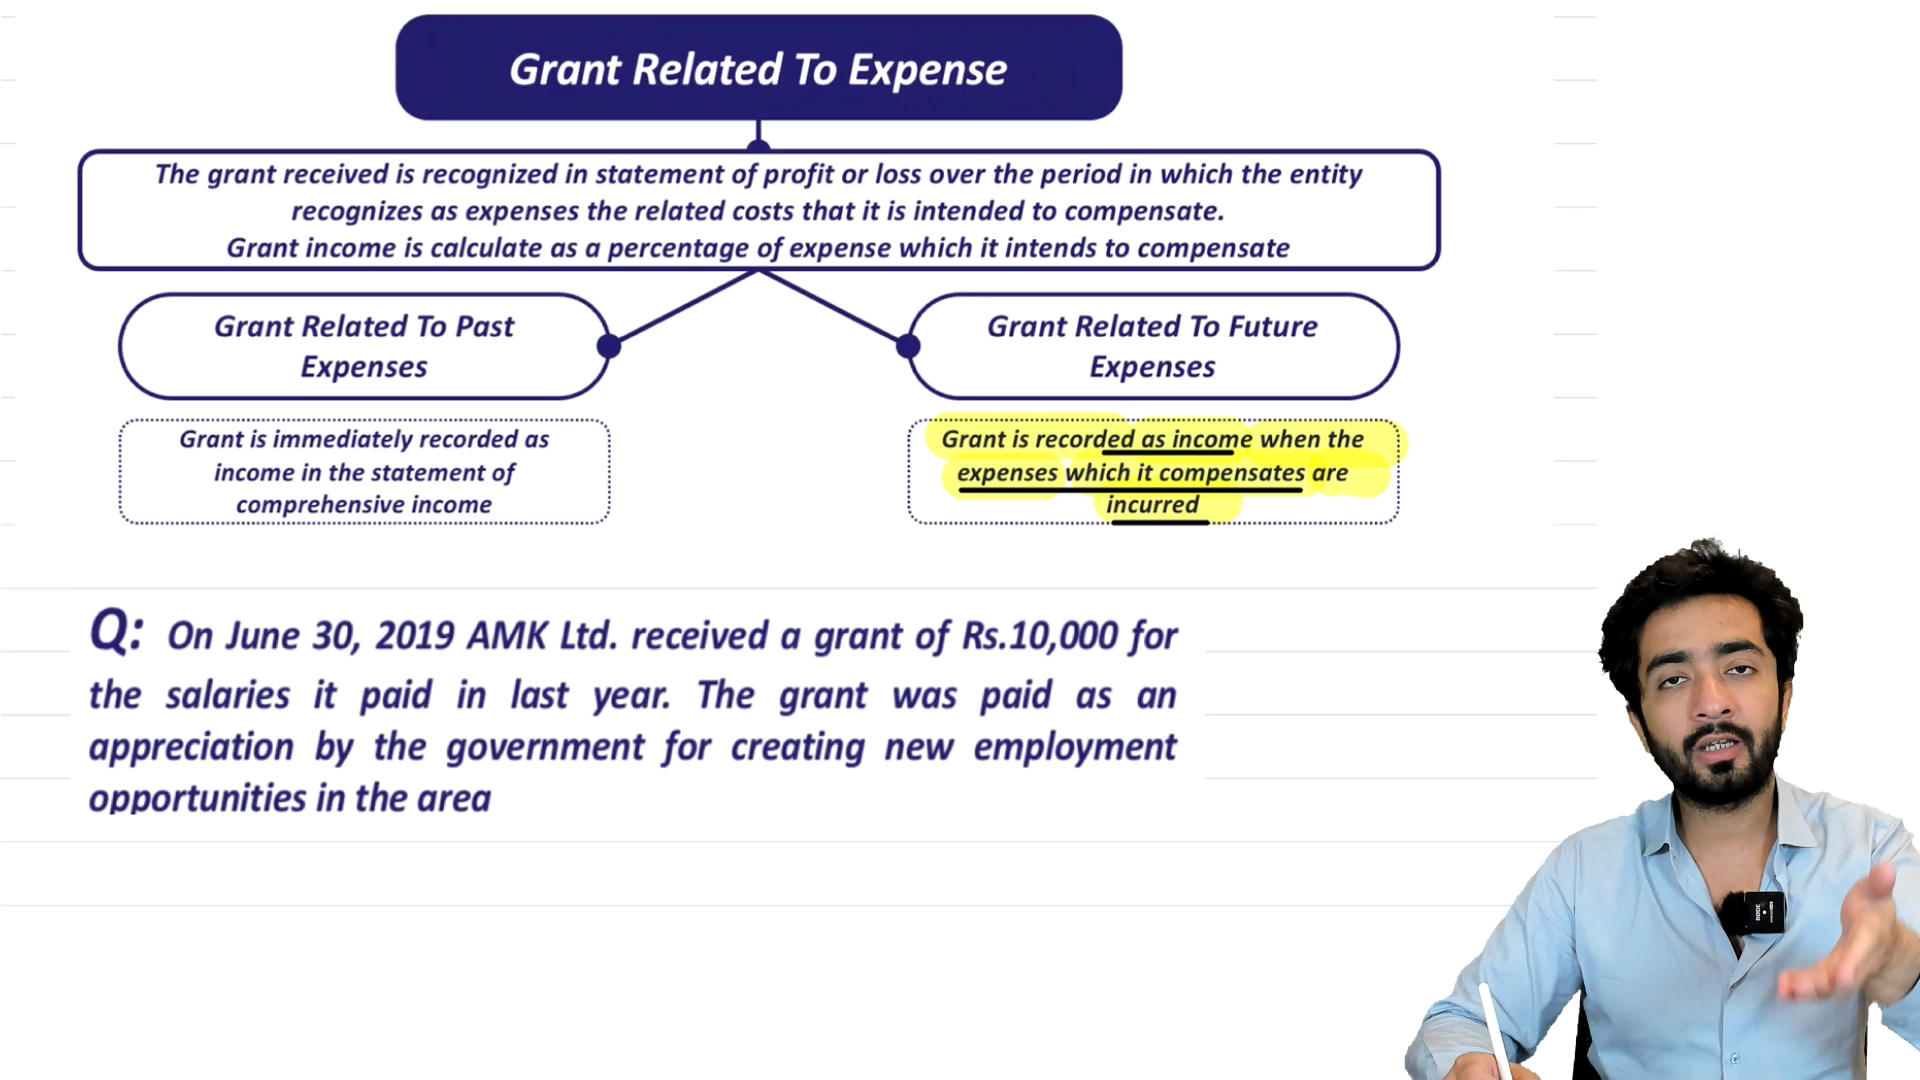 Grant Related To Expense
The grant received is recognized in statement of profit or loss over the period in which the entity
recognizes as expenses the related costs that it is intended to compensate.
Grant income is calculate as a percentage of expense which it intends to compensate
Grant Related To Past
Expenses
Grant is immediately recorded as
income in the statement of
comprehensive income
Grant Related To Future
Expenses
Grant is recorded as income when the
expenses which it compensates are
incurred
Q: On June 30, 2019 AMK Ltd. received a grant of Rs.10,000 for
the salaries it paid in last year. The grant was paid as an
appreciation by the government for creating new employment
opportunities in the area
RØDE